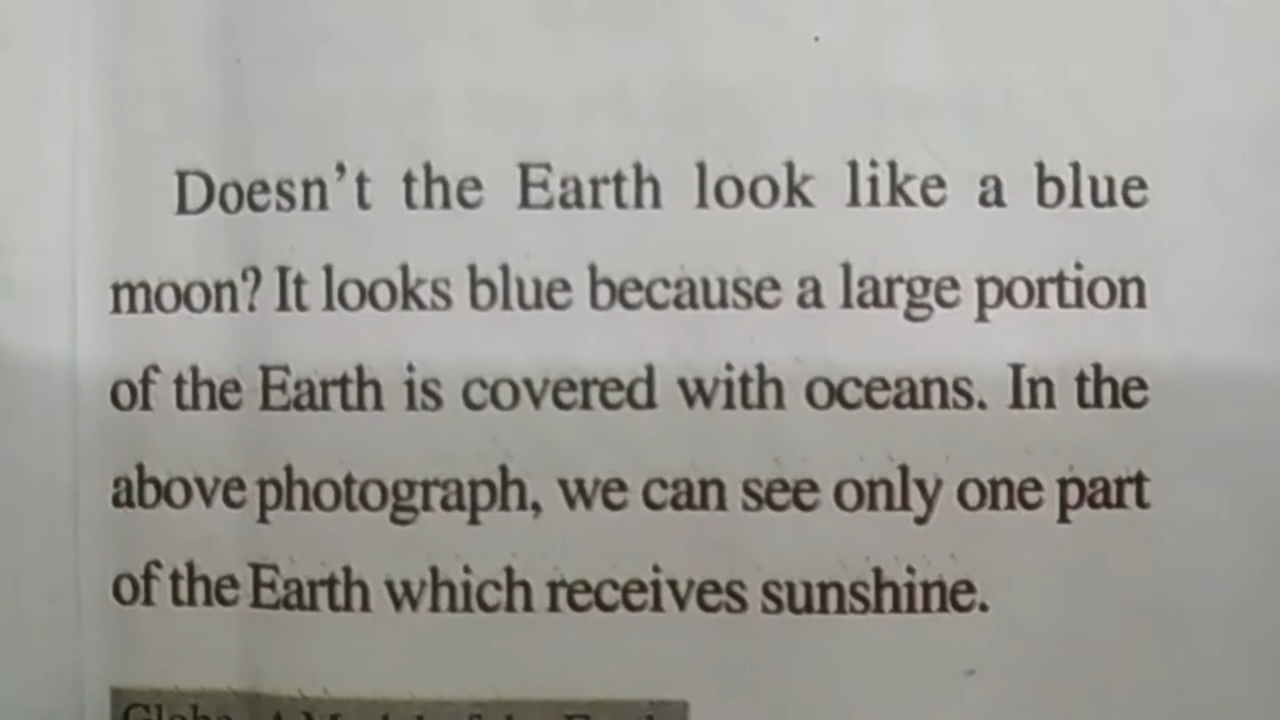 Doesn't the Earth look like a blue
moon? It looks blue because a large portion
of the Earth is covered with oceans. In the
above photograph, we can see only one part
of the Earth which receives sunshine.